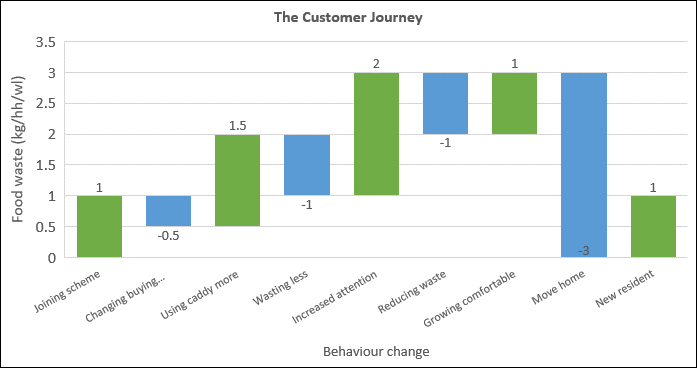 The Customer Journey
Food waste (kg/hh/wl)
3.5
3
2.5
2
1.5
1
0.5
0
1
-0.5
1.5
-1
2
-1
1
-3
1
Joining scheme
Changing buying...
Using caddy more
Wasting less
Increased attention
Reducing waste
Growing comfortable
Move home
New resident
Behaviour change